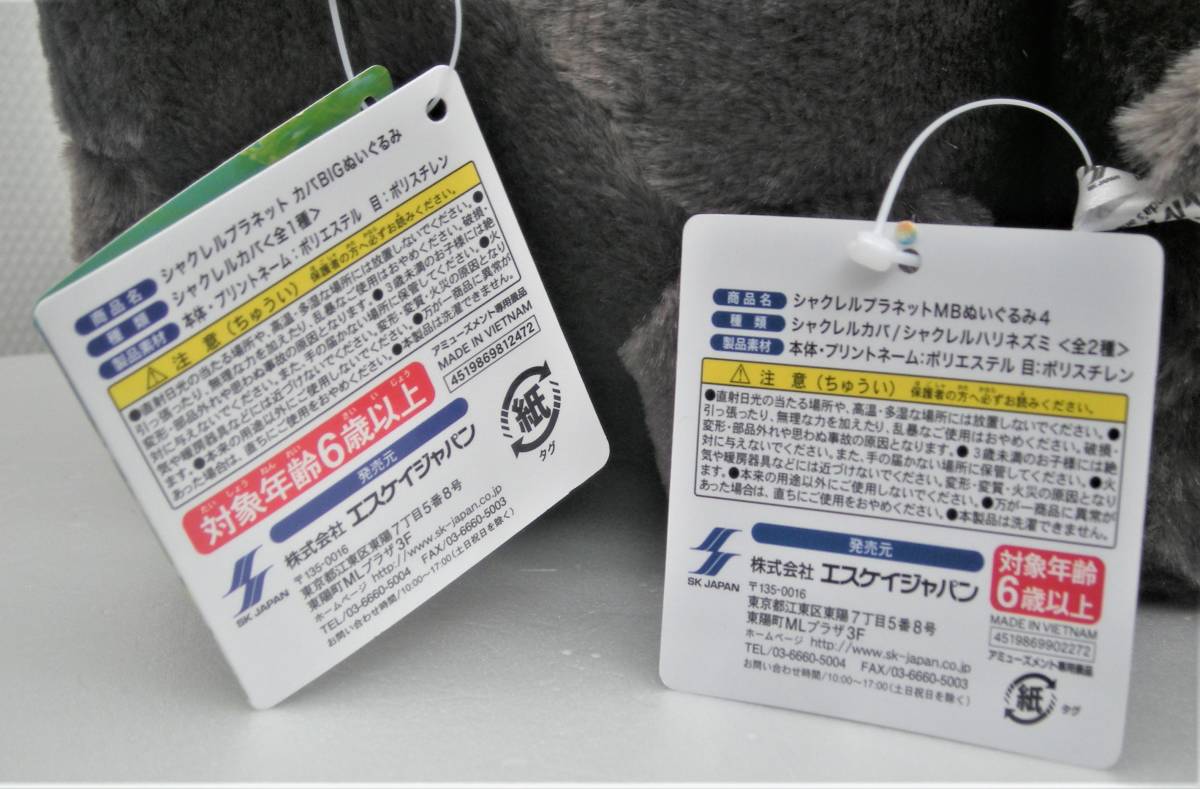 商品名 シャクレルプラネット カバBIGぬいぐるみ
種類 シャクレルカバ<全1種>
製品素材 本体・プリントネーム：ポリエステル 目：ポリスチレン
注意（ちゅうい） 保護者の方へ必ずお読みください。
●直射日光の当たる場所や、高温・多湿な場所には放置しないでください。●
引っ張ったり、無理な力を加えたり、乱暴なご使用はおやめください。破損・
変形・部品外れや思わぬ事故の原因となります。●3歳未満のお子様には絶
対に与えないでください。また、手の届かない場所に保管してください。●火
気や暖房器具などには近づけないでください。変形・変質・火災の原因となり
ます。●本来の用途以外にご使用しないでください。●万が一商品に異常が
あった場合は、直ちにご使用をおやめください。●本製品は洗濯できません。
アミューズメント専用景品
MADE IN VIETNAM
4519869812472
たいしょうねんれい さいいじょう
対象年齢6歳以上
紙
タグ
発売元
SK JAPAN
株式会社 エスケイジャパン
〒135-0016
東京都江東区東陽7丁目5番8号
東陽町MLプラザ3F
ホームページ http://www.sk-japan.co.jp
TEL/03-6660-5004 FAX/03-6660-5003
お問い合わせ時間/10:00～17:00(土日祝日を除く)
SK JAPAN
商品名 シャクレルプラネットMBぬいぐるみ4
種類 シャクレルカバ/シャクレルハリネズミ <全2種>
製品素材 本体・プリントネーム：ポリエステル 目：ポリスチレン
注意（ちゅうい） 保護者の方へ必ずお読みください。
●直射日光の当たる場所や、高温・多湿な場所には放置しないでください。●
引っ張ったり、無理な力を加えたり、乱暴なご使用はおやめください。破損・
変形・部品外れや思わぬ事故の原因となります。●3歳未満のお子様には絶
対に与えないでください。また、手の届かない場所に保管してください。●火
気や暖房器具などには近づけないでください。変形・変質・火災の原因となり
ます。●本来の用途以外にご使用しないでください。●万が一商品に異常が
あった場合は、直ちにご使用をおやめください。●本製品は洗濯できません。
発売元
SK JAPAN
株式会社 エスケイジャパン
〒135-0016
東京都江東区東陽7丁目5番8号
東陽町MLプラザ3F
ホームページ http://www.sk-japan.co.jp
TEL/03-6660-5004 FAX/03-6660-5003
お問い合わせ時間/10:00～17:00(土日祝日を除く)
対象年齢
6歳以上
MADE IN VIETNAM
4519869902272
アミューズメント専用景品
紙
タグ